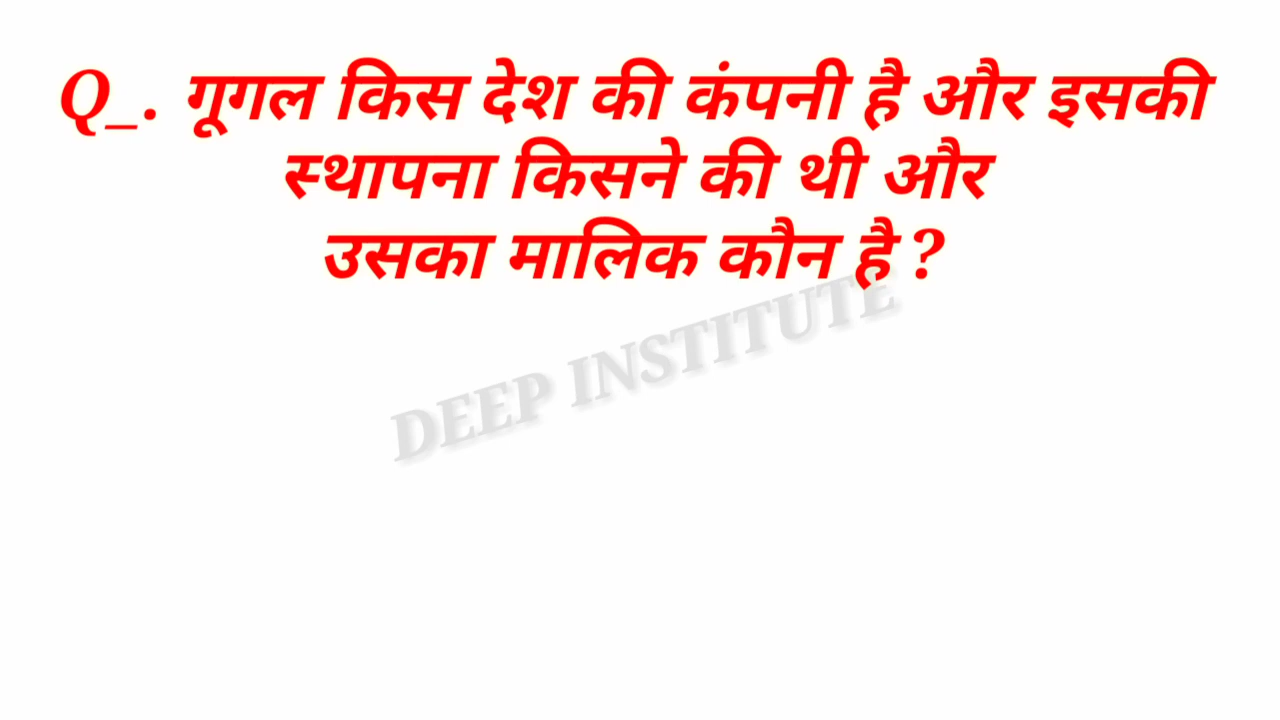 Q_. गूगल किस देश की कंपनी है और इसकी
स्थापना किसने की थी और
उसका मालिक कौन है ?
DEEP INSTITUTE